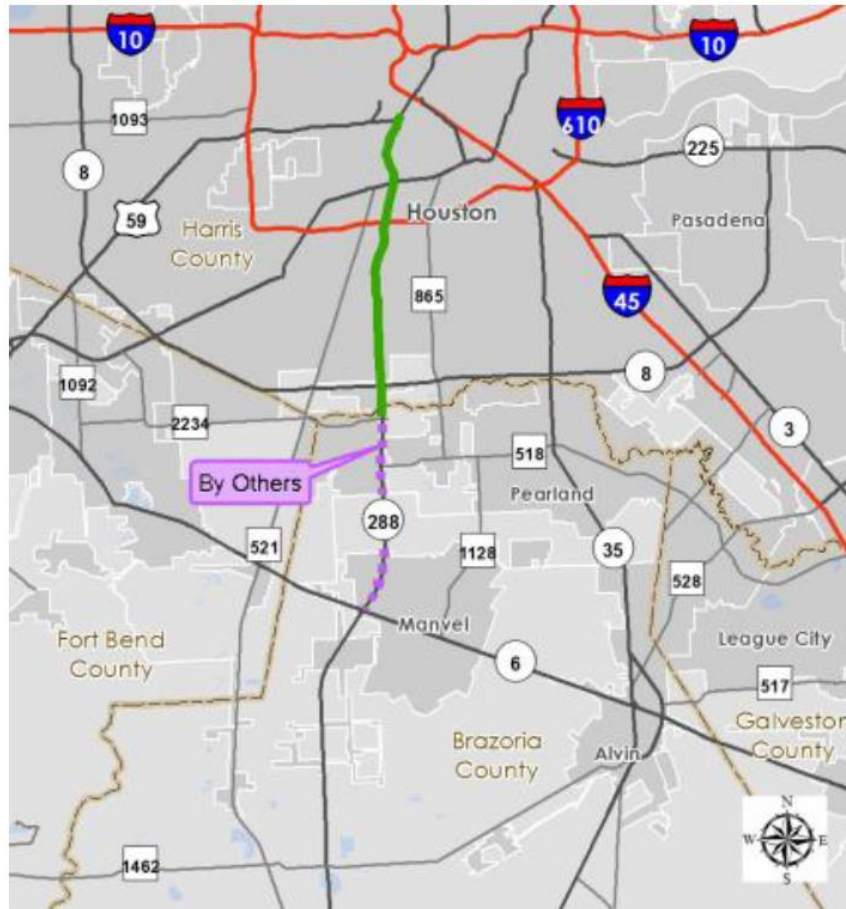 10
10
1093
610
225
8
59
Harris
County
Houston
Pasadena
865
45
8
1092
2234
3
By Others
518
Pearland
288
521
1128
35
528
Fort Bend
County
Manvel
League City
6
517
Brazoria
County
Galveston
County
Alvin
N
W
E
S
1462